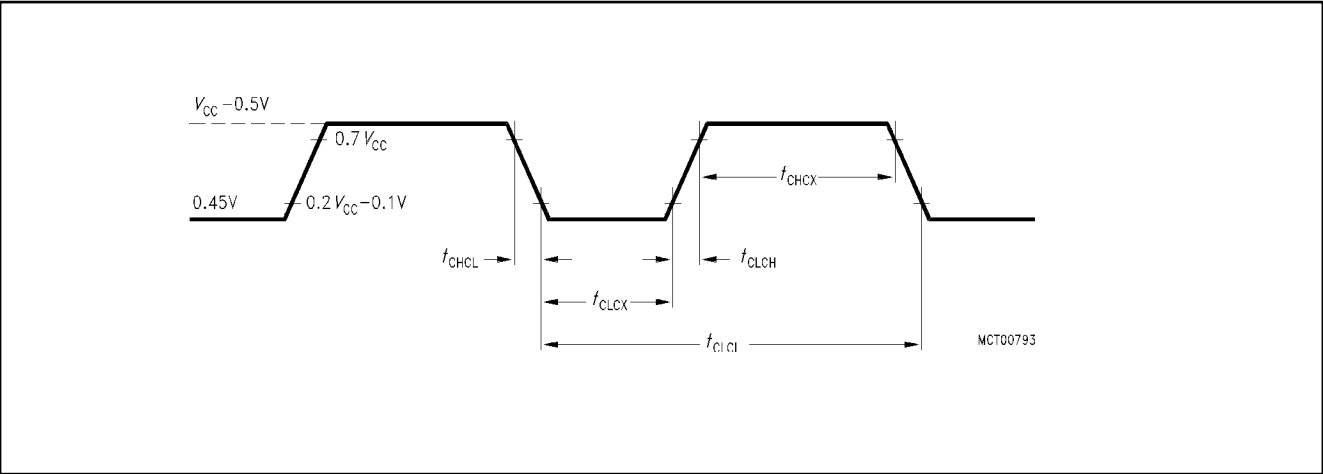 V_CC −0.5V
0.7 V_CC
0.45V
0.2 V_CC −0.1V
t_CHCX
t_CHCL
t_CLCH
t_CLCX
t_CLCL
MCT00793